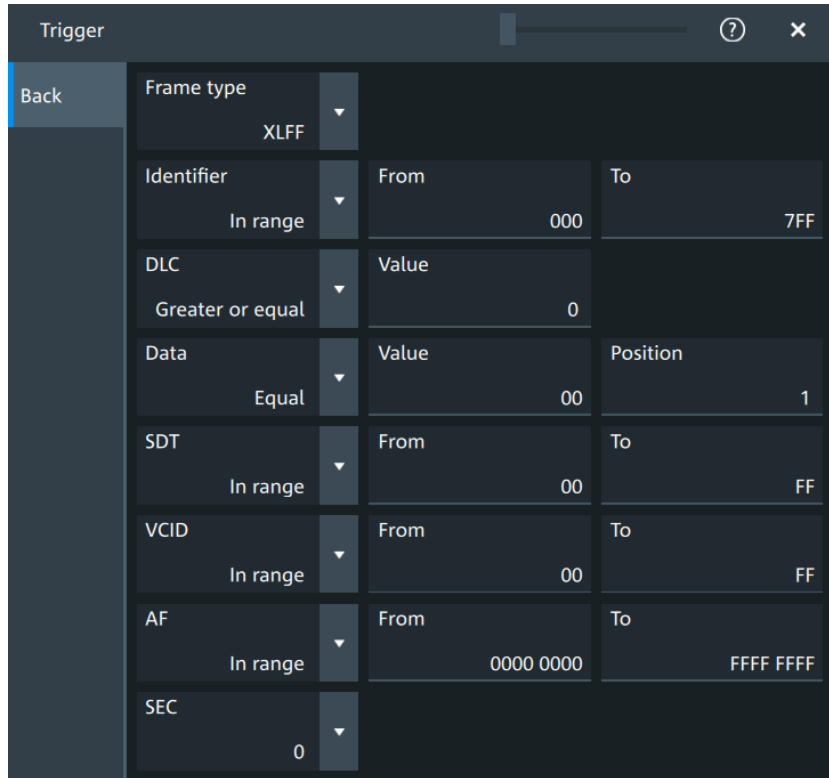 Trigger
?
Back
Frame type
XLFF
Identifier
In range
From
000
To
7FF
DLC
Greater or equal
Value
0
Data
Equal
Value
00
Position
1
SDT
In range
From
00
To
FF
VCID
In range
From
00
To
FF
AF
In range
From
0000 0000
To
FFFF FFFF
SEC
0